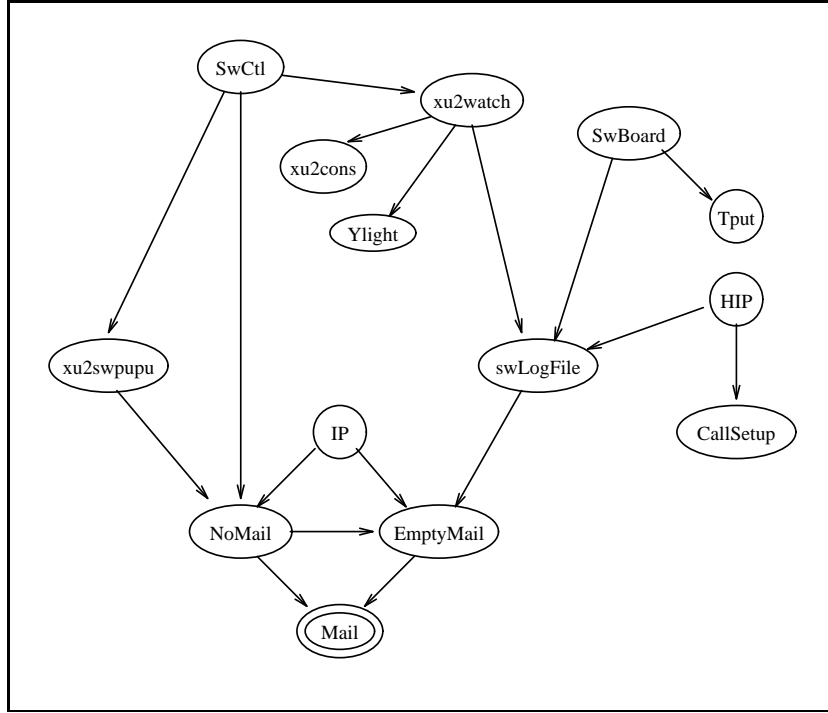 SwCtl
xu2watch
SwBoard
xu2cons
Tput
Ylight
HIP
xu2swpupu
swLogFile
IP
CallSetup
NoMail
EmptyMail
Mail